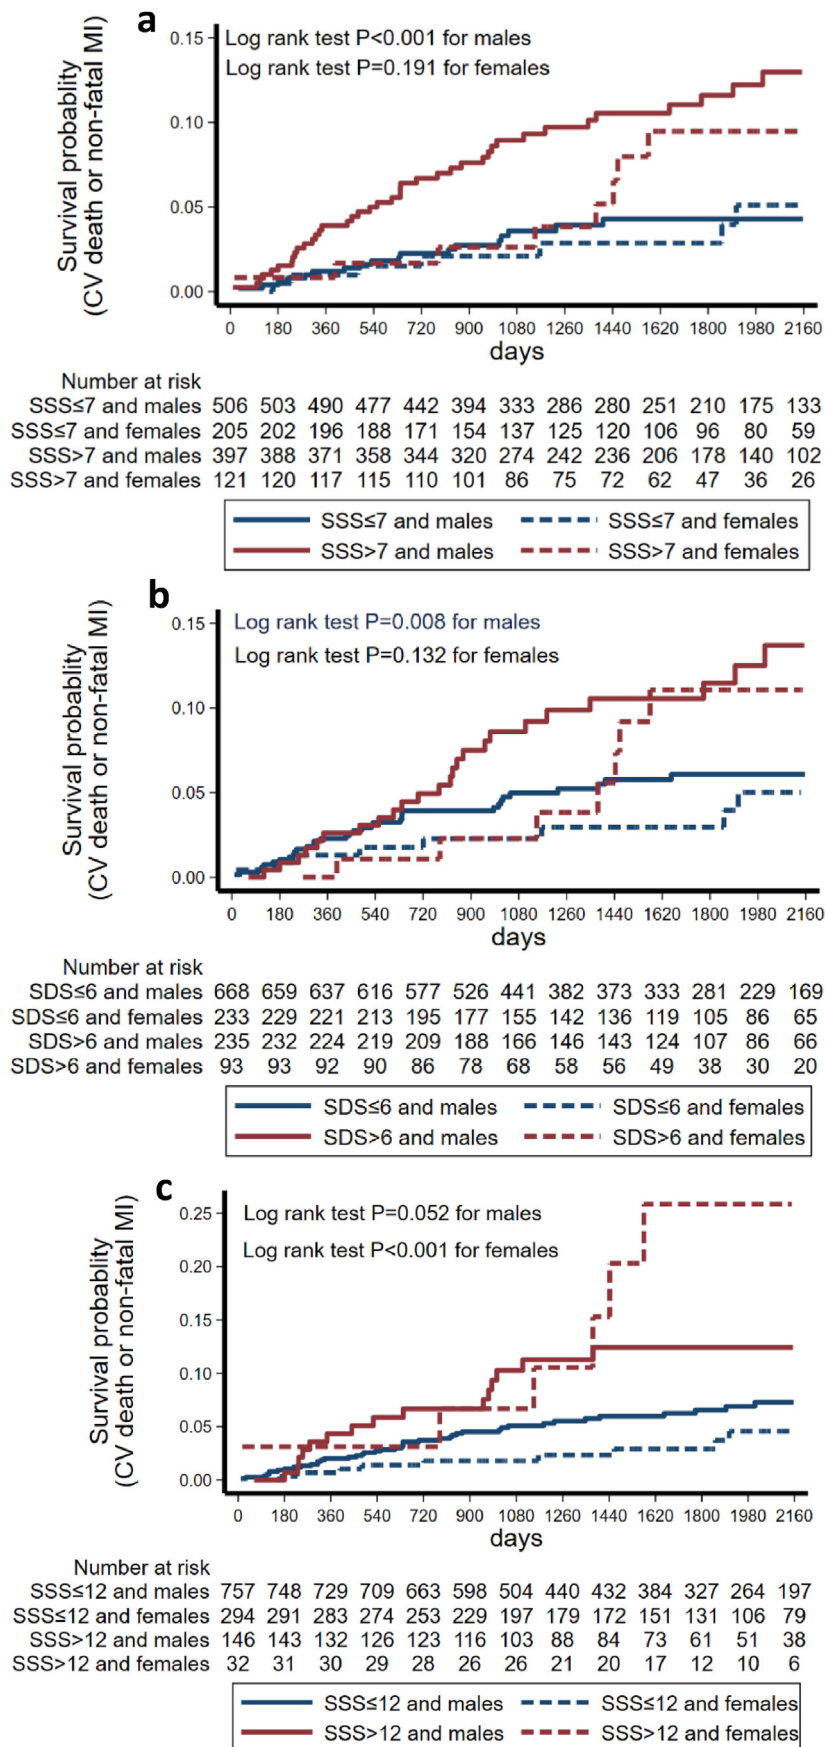 a
Survival probablity
(CV death or non-fatal MI)
Log rank test P<0.001 for males
Log rank test P=0.191 for females
0.15
0.10
0.05
0.00
0 180 360 540 720 900 1080 1260 1440 1620 1800 1980 2160
days
Number at risk
SSS≤7 and males 506 503 490 477 442 394 333 286 280 251 210 175 133
SSS≤7 and females 205 202 196 188 171 154 137 125 120 106 96 80 59
SSS>7 and males 397 388 371 358 344 320 274 242 236 206 178 140 102
SSS>7 and females 121 120 117 115 110 101 86 75 72 62 47 36 26
SSS≤7 and males SSS≤7 and females
SSS>7 and males SSS>7 and females
b
Survival probablity
(CV death or non-fatal MI)
Log rank test P=0.008 for males
Log rank test P=0.132 for females
0.15
0.10
0.05
0.00
0 180 360 540 720 900 1080 1260 1440 1620 1800 1980 2160
days
Number at risk
SDS≤6 and males 668 659 637 616 577 526 441 382 373 333 281 229 169
SDS≤6 and females 233 229 221 213 195 177 155 142 136 119 105 86 65
SDS>6 and males 235 232 224 219 209 188 166 146 143 124 107 86 66
SDS>6 and females 93 93 92 90 86 78 68 58 56 49 38 30 20
SDS≤6 and males SDS≤6 and females
SDS>6 and males SDS>6 and females
c
Survival probablity
(CV death or non-fatal MI)
Log rank test P=0.052 for males
Log rank test P<0.001 for females
0.25
0.20
0.15
0.10
0.05
0.00
0 180 360 540 720 900 1080 1260 1440 1620 1800 1980 2160
days
Number at risk
SSS≤12 and males 757 748 729 709 663 598 504 440 432 384 327 264 197
SSS≤12 and females 294 291 283 274 253 229 197 179 172 151 131 106 79
SSS>12 and males 146 143 132 126 123 116 103 88 84 73 61 51 38
SSS>12 and females 32 31 30 29 28 26 26 21 20 17 12 10 6
SSS≤12 and males SSS≤12 and females
SSS>12 and males SSS>12 and females